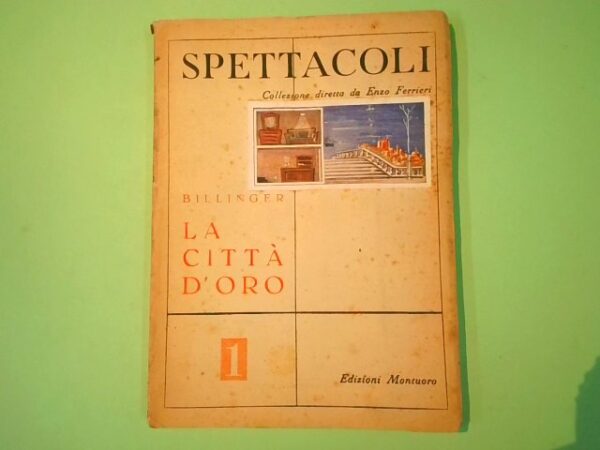 SPETTACOLI
Collezione diretta da Enzo Ferrieri
BILLINGER
LA
CITTÀ
D'ORO
1
Edizioni Montuoro